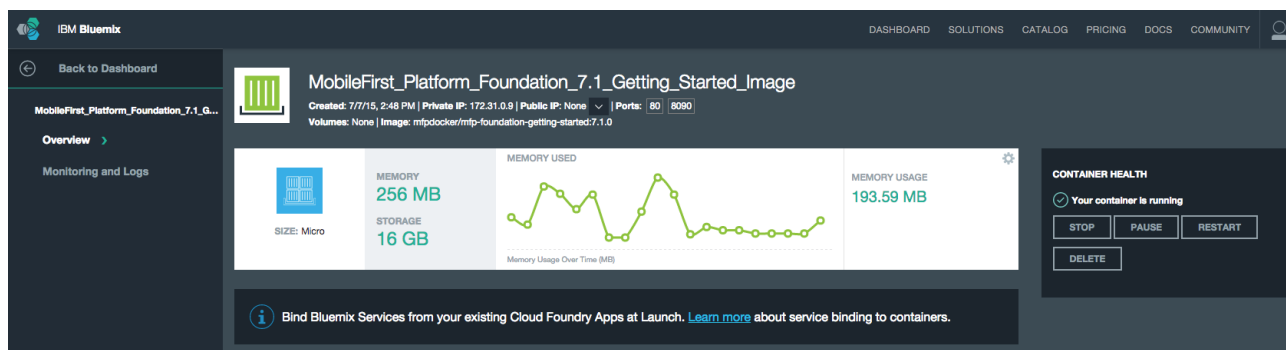 IBM Bluemix
DASHBOARD SOLUTIONS CATALOG PRICING DOCS COMMUNITY
Back to Dashboard
MobileFirst_Platform_Foundation_7.1_G...
Overview
Monitoring and Logs
MobileFirst_Platform_Foundation_7.1_Getting_Started_Image
Created: 7/7/15, 2:48 PM | Private IP: 172.31.0.9 | Public IP: None | Ports: 80 8090
Volumes: None | Image: mfpdocker/mfp-foundation-getting-started:7.1.0
SIZE: Micro
MEMORY
256 MB
STORAGE
16 GB
MEMORY USED
Memory Usage Over Time (MB)
MEMORY USAGE
193.59 MB
CONTAINER HEALTH
Your container is running
STOP PAUSE RESTART
DELETE
Bind Bluemix Services from your existing Cloud Foundry Apps at Launch. Learn more about service binding to containers.